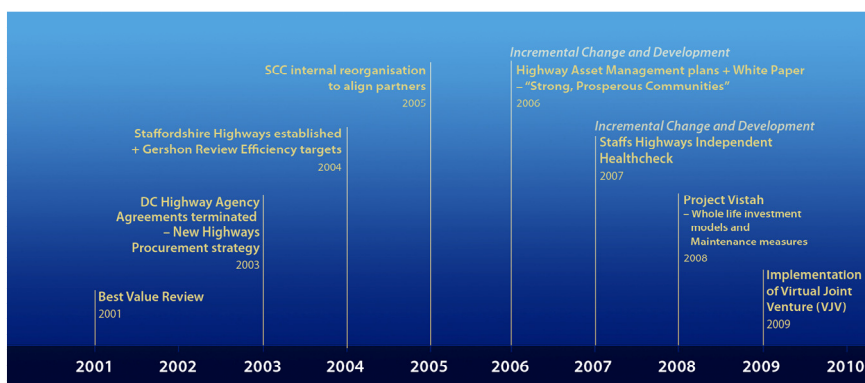 Incremental Change and Development
SCC internal reorganisation
to align partners
2005
Highway Asset Management plans + White Paper
– “Strong, Prosperous Communities”
2006
Staffordshire Highways established
+ Gershon Review Efficiency targets
2004
Incremental Change and Development
Staffs Highways Independent
Healthcheck
2007
DC Highway Agency
Agreements terminated
– New Highways
Procurement strategy
2003
Project Vistah
– Whole life investment
models and
Maintenance measures
2008
Best Value Review
2001
Implementation
of Virtual Joint
Venture (VJV)
2009
2001 2002 2003 2004 2005 2006 2007 2008 2009 2010